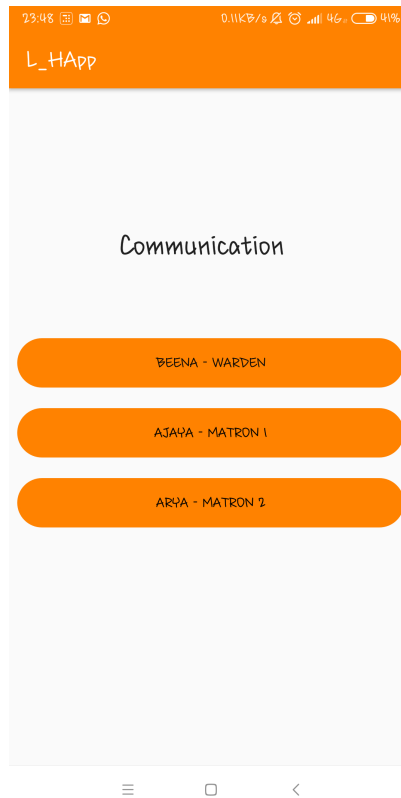 23:48 0.11KB/s 4G 41%
L_HApp
Communication
BEENA - WARDEN
AJAYA - MATRON 1
ARYA - MATRON 2